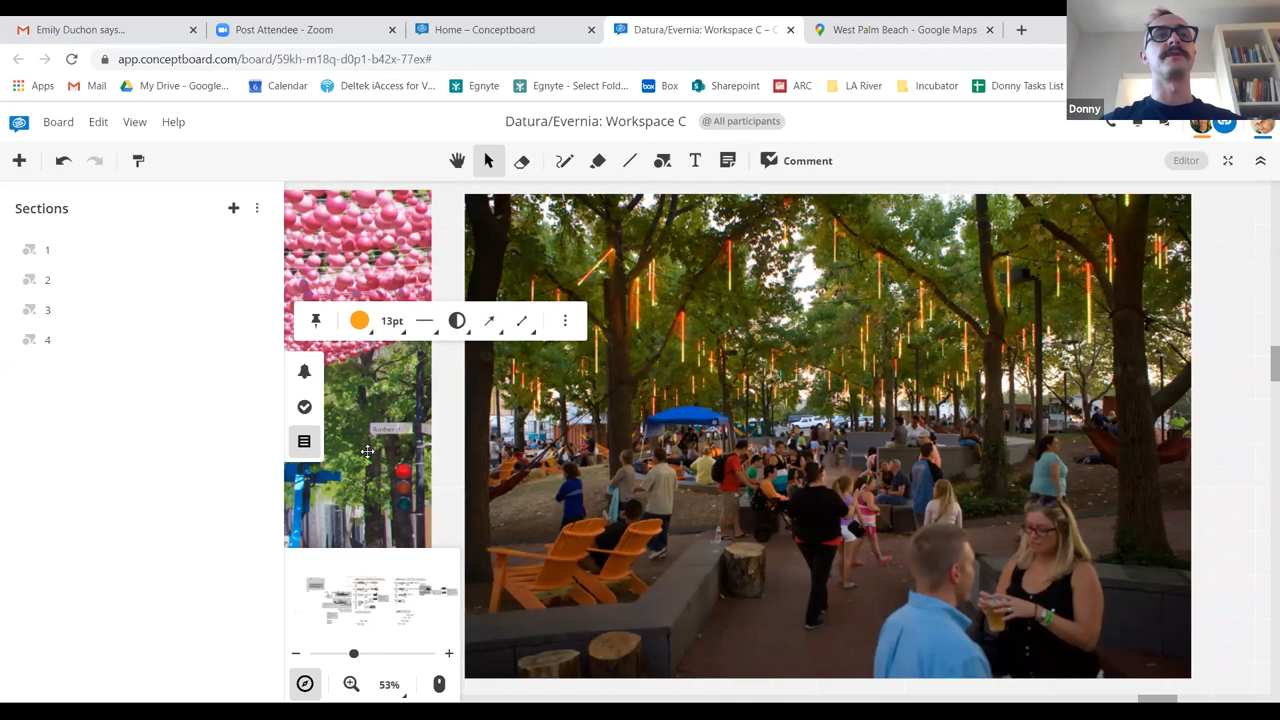 Emily Duchon says...
Post Attendee - Zoom
Home – Conceptboard
Datura/Evernia: Workspace C – C
West Palm Beach - Google Maps
app.conceptboard.com/board/59kh-m18q-d0p1-b42x-77ex#
Apps
Mail
My Drive - Google...
Calendar
Deltek iAccess for V...
Egnyte
Egnyte - Select Fold...
box
Box
Sharepoint
ARC
LA River
Incubator
Donny Tasks List
Donny
Board
Edit
View
Help
Datura/Evernia: Workspace C
@ All participants
Comment
Editor
Sections
1
2
3
4
13pt
53%